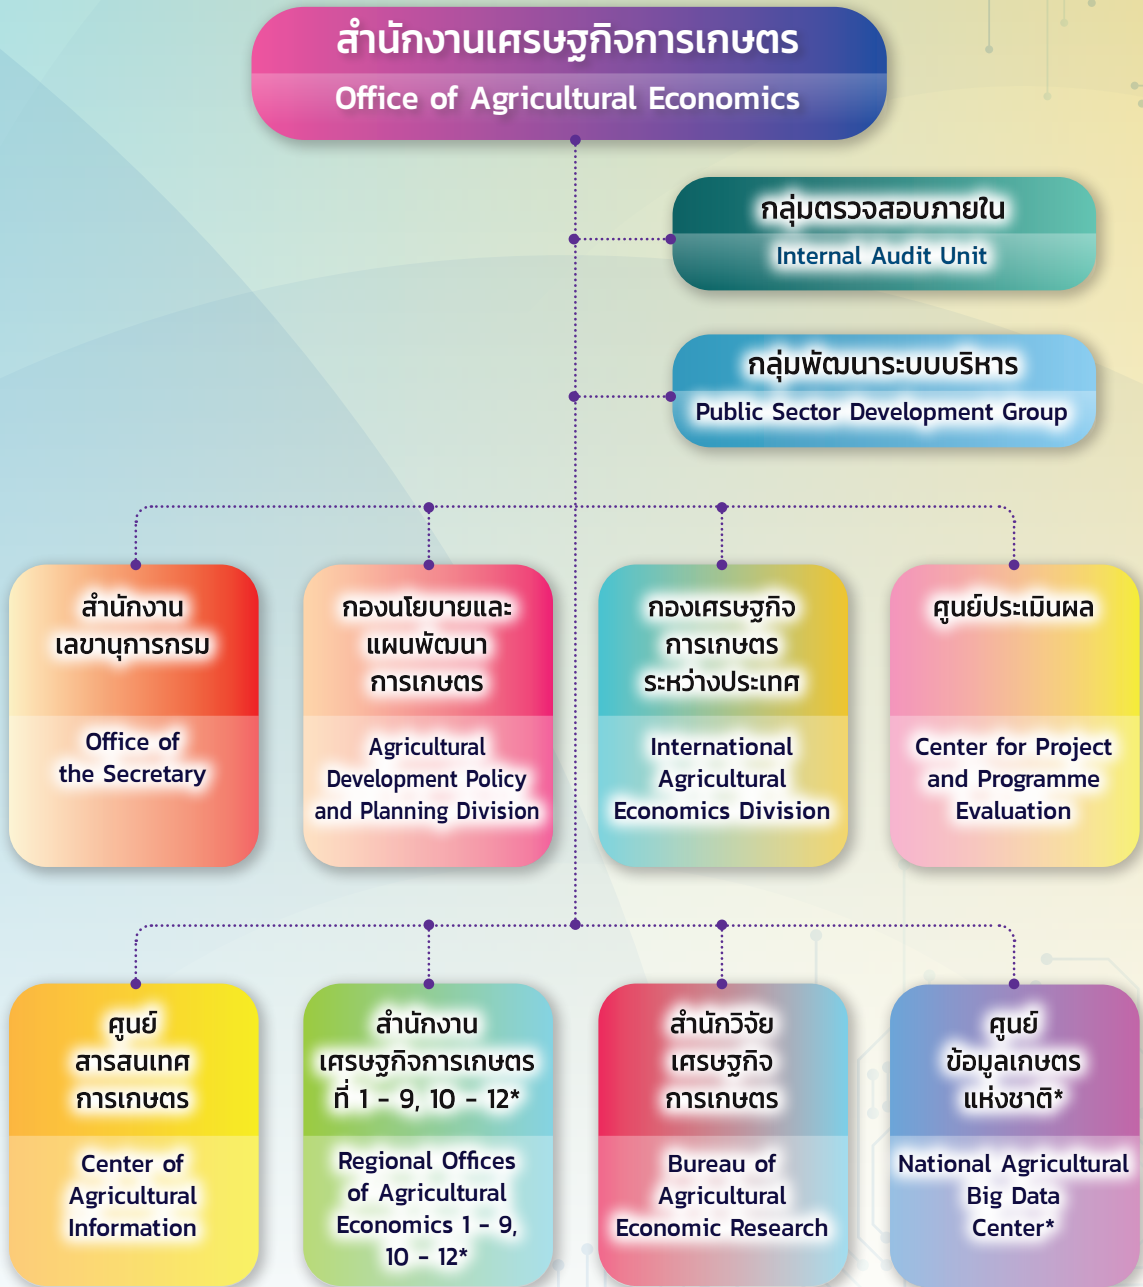 สำนักงานเศรษฐกิจการเกษตร
Office of Agricultural Economics
กลุ่มตรวจสอบภายใน
Internal Audit Unit
กลุ่มพัฒนาระบบบริหาร
Public Sector Development Group
สำนักงาน
เลขานุการกรม
Office of
the Secretary
กองนโยบายและ
แผนพัฒนา
การเกษตร
Agricultural
Development Policy
and Planning Division
กองเศรษฐกิจ
การเกษตร
ระหว่างประเทศ
International
Agricultural
Economics Division
ศูนย์ประเมินผล
Center for Project
and Programme
Evaluation
ศูนย์
สารสนเทศ
การเกษตร
Center of
Agricultural
Information
สำนักงาน
เศรษฐกิจการเกษตร
ที่ 1 - 9, 10 - 12*
Regional Offices
of Agricultural
Economics 1 - 9,
10 - 12*
สำนักวิจัย
เศรษฐกิจ
การเกษตร
Bureau of
Agricultural
Economic Research
ศูนย์
ข้อมูลเกษตร
แห่งชาติ*
National Agricultural
Big Data
Center*